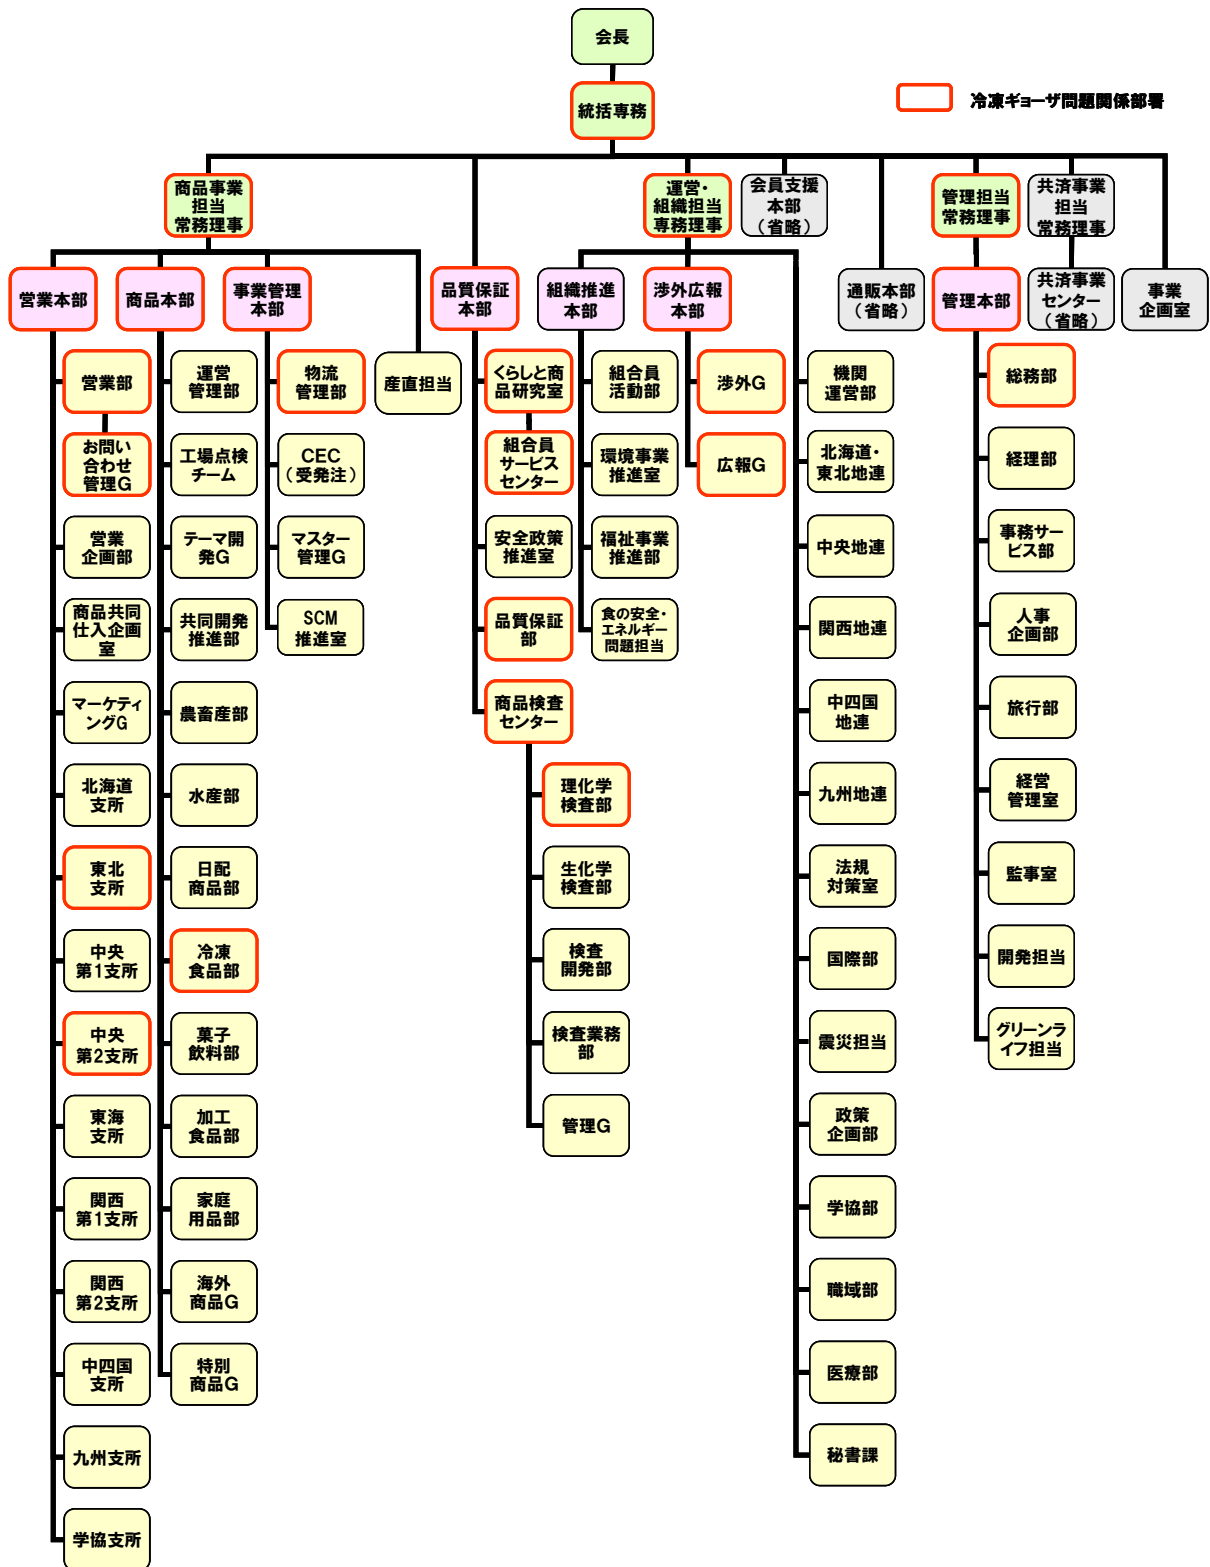 会長
統括専務
冷凍ギョーザ問題関係部署
商品事業
担当
常務理事
運営・
組織担当
専務理事
会員支援
本部
（省略）
管理担当
常務理事
共済事業
担当
常務理事
営業本部
商品本部
事業管理
本部
品質保証
本部
組織推進
本部
渉外広報
本部
通販本部
（省略）
管理本部
共済事業
センター
（省略）
事業
企画室
営業部
お問い
合わせ
管理G
営業
企画部
商品共同
仕入企画
室
マーケティ
ングG
北海道
支所
東北
支所
中央
第1支所
中央
第2支所
東海
支所
関西
第1支所
関西
第2支所
中四国
支所
九州支所
学協支所
運営
管理部
工場点検
チーム
テーマ開
発G
共同開発
推進部
農畜産部
水産部
日配
商品部
冷凍
食品部
菓子
飲料部
加工
食品部
家庭
用品部
海外
商品G
特別
商品G
物流
管理部
CEC
（受発注）
マスター
管理G
SCM
推進室
産直担当
くらしと商
品研究室
組合員
サービス
センター
安全政策
推進室
品質保証
部
商品検査
センター
理化学
検査部
生化学
検査部
検査
開発部
検査業務
部
管理G
組合員
活動部
環境事業
推進室
福祉事業
推進部
食の安全・
エネルギー
問題担当
渉外G
広報G
機関
運営部
北海道・
東北地連
中央地連
関西地連
中四国
地連
九州地連
法規
対策室
国際部
震災担当
政策
企画部
学協部
職域部
医療部
秘書課
総務部
経理部
事務サー
ビス部
人事
企画部
旅行部
経営
管理室
監事室
開発担当
グリーンラ
イフ担当